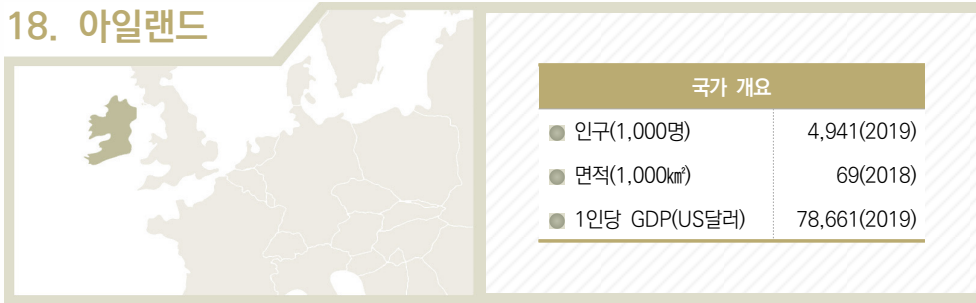 18. 아일랜드
국가 개요
인구(1,000명) 4,941(2019)
면적(1,000㎢) 69(2018)
1인당 GDP(US달러) 78,661(2019)